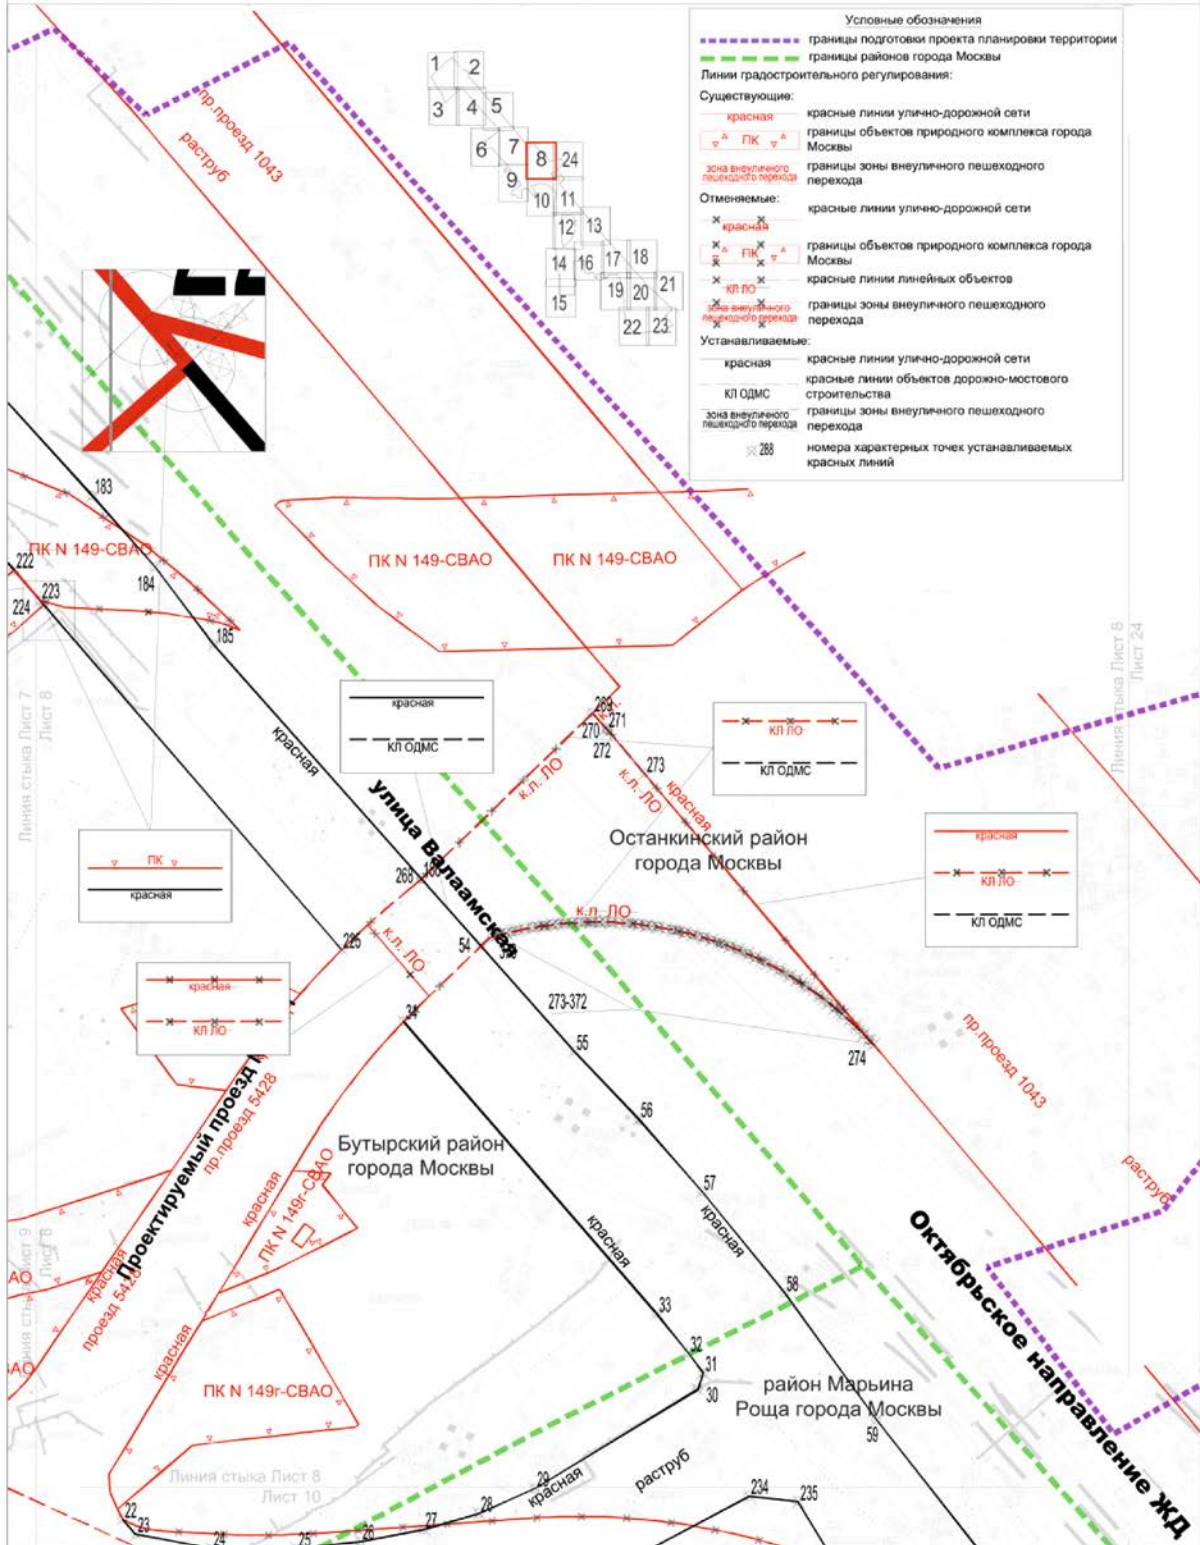 Условные обозначения
границы подготовки проекта планировки территории
границы районов города Москвы
Линии градостроительного регулирования:
Существующие:
красная
красные линии улично-дорожной сети
ПК
границы объектов природного комплекса города
Москвы
зона внеуличного
пешеходного перехода
границы зоны внеуличного пешеходного
перехода
Отменяемые:
красная
красные линии улично-дорожной сети
ПК
границы объектов природного комплекса города
Москвы
КЛ ЛО
красные линии линейных объектов
зона внеуличного
пешеходного перехода
границы зоны внеуличного пешеходного
перехода
Устанавливаемые:
красная
красные линии улично-дорожной сети
КЛ ОДМС
красные линии объектов дорожно-мостового
строительства
зона внеуличного
пешеходного перехода
границы зоны внеуличного пешеходного
перехода
288
номера характерных точек устанавливаемых
красных линий
1
2
3
4
5
6
7
8
24
9
10
11
12
13
14
16
17
18
15
19
20
21
22
23
пр.проезд 1043
раструб
183
ПК N 149-СВАО
222
223
184
224
185
ПК N 149-СВАО
ПК N 149-СВАО
Линия стыка Лист 7
Лист 8
Линия стыка Лист 8
Лист 24
красная
КЛ ОДМС
красная
269
271
270
272
273
к.л. ЛО
к.л. ЛО
красная
КЛ ЛО
КЛ ОДМС
улица Валаамская
Останкинский район
города Москвы
ПК
красная
красная
КЛ ЛО
КЛ ОДМС
268
к.л. ЛО
к.л. ЛО
225
54
красная
КЛ ЛО
34
273-372
55
274
56
пр.проезд 1043
Проектируемый проезд
пр.проезд 5428
Бутырский район
города Москвы
57
красная
красная
красная
ПК N 149г-СВАО
раструб
58
Октябрьское направление ЖД
АО
красная
проезд 5428
Лист 8
33
32
31
30
красная
ПК N 149г-СВАО
район Марьина
Роща города Москвы
59
Линия стыка Лист 8
Лист 10
29
красная
раструб
234
235
22
23
24
25
26
27
28